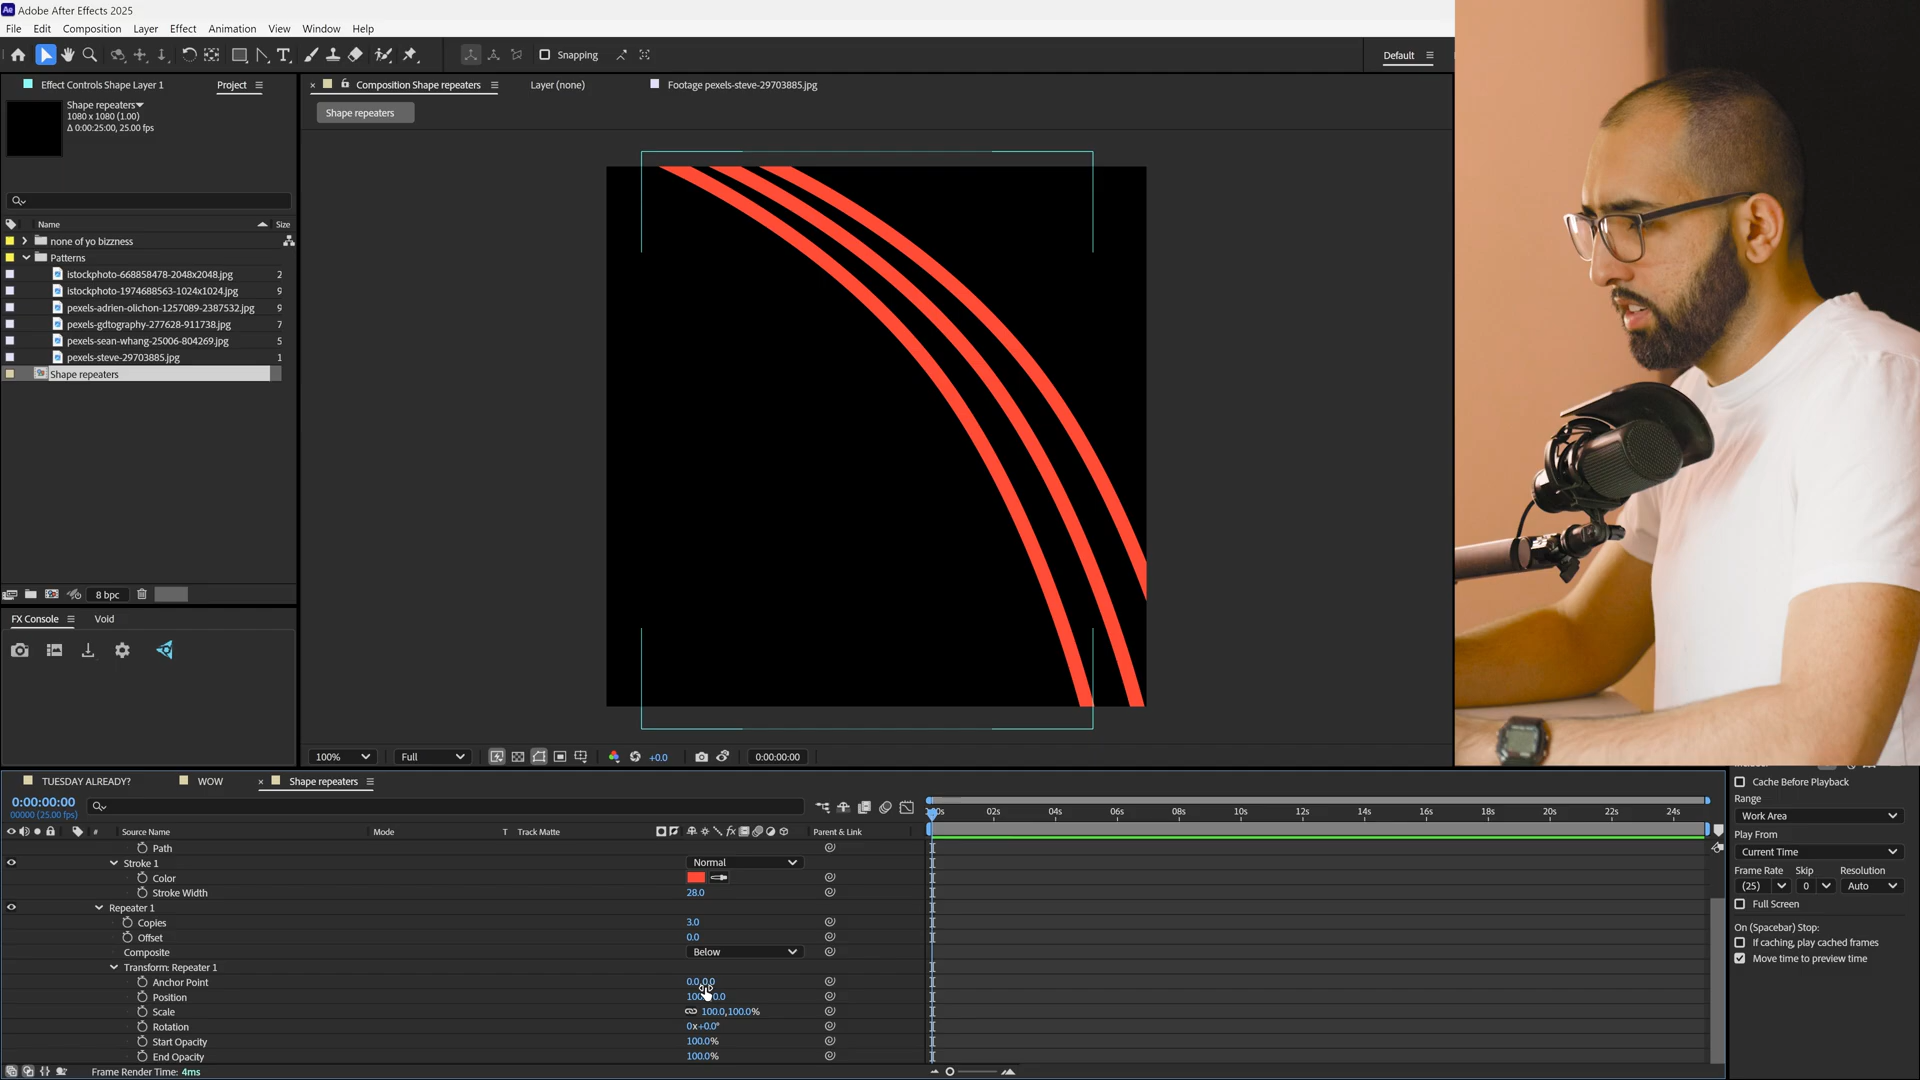 Ae Adobe After Effects 2025
File Edit Composition Layer Effect Animation View Window Help
Snapping
Default
Effect Controls Shape Layer 1 Project
Composition Shape repeaters Layer (none) Footage pexels-steve-29703885.jpg
Shape repeaters
1080 x 1080 (1.00)
Δ 0:00:25:00, 25.00 fps
Shape repeaters
Name Size
none of yo bizzness
Patterns
istockphoto-668858478-2048x2048.jpg 2
istockphoto-1974688563-1024x1024.jpg 9
pexels-adrien-olichon-1257089-2387532.jpg 9
pexels-gdtography-277628-911738.jpg 7
pexels-sean-whang-25006-804269.jpg 5
pexels-steve-29703885.jpg 1
Shape repeaters
8 bpc
FX Console Void
100% Full +0.0 0:00:00:00
TUESDAY ALREADY? WOW Shape repeaters
0:00:00:00
00000 (25.00 fps)
02s 04s 06s 08s 10s 12s 14s 16s 18s 20s 22s 24s
# Source Name Mode T Track Matte fx Parent & Link
Path
Stroke 1 Normal
Color
Stroke Width 28.0
Repeater 1
Copies 3.0
Offset 0.0
Composite Below
Transform: Repeater 1
Anchor Point 0.0,0.0
Position
Scale 100.0,100.0%
Rotation 0x+0.0°
Start Opacity 100.0%
End Opacity 100.0%
Frame Render Time: 4ms
Cache Before Playback
Range
Work Area
Play From
Current Time
Frame Rate Skip Resolution
(25) 0 Auto
Full Screen
On (Spacebar) Stop:
If caching, play cached frames
Move time to preview time